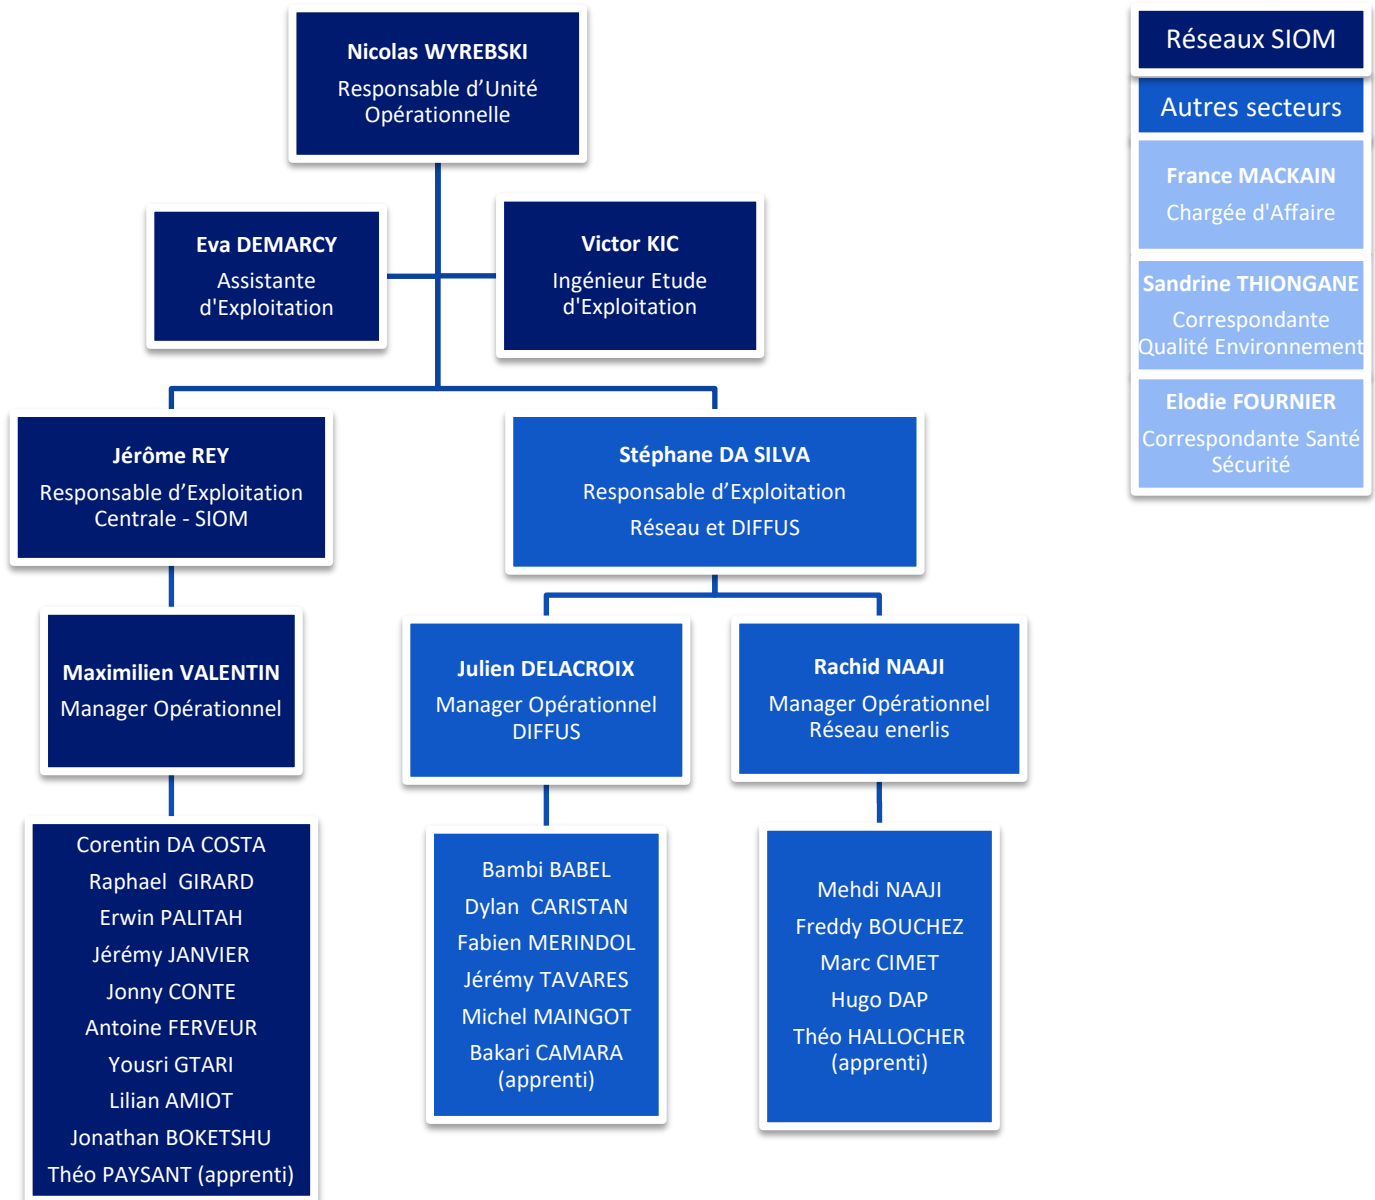 Nicolas WYREBSKI
Responsable d’Unité
Opérationnelle
Eva DEMARCY
Assistante
d'Exploitation
Victor KIC
Ingénieur Etude
d'Exploitation
Jérôme REY
Responsable d’Exploitation
Centrale - SIOM
Stéphane DA SILVA
Responsable d’Exploitation
Réseau et DIFFUS
Maximilien VALENTIN
Manager Opérationnel
Julien DELACROIX
Manager Opérationnel
DIFFUS
Rachid NAAJI
Manager Opérationnel
Réseau enerlis
Corentin DA COSTA
Raphael GIRARD
Erwin PALITAH
Jérémy JANVIER
Jonny CONTE
Antoine FERVEUR
Yousri GTARI
Lilian AMIOT
Jonathan BOKETSHU
Théo PAYSANT (apprenti)
Bambi BABEL
Dylan CARISTAN
Fabien MERINDOL
Jérémy TAVARES
Michel MAINGOT
Bakari CAMARA
(apprenti)
Mehdi NAAJI
Freddy BOUCHEZ
Marc CIMET
Hugo DAP
Théo HALLOCHER
(apprenti)
Réseaux SIOM
Autres secteurs
France MACKAIN
Chargée d'Affaire
Sandrine THIONGANE
Correspondante
Qualité Environnement
Elodie FOURNIER
Correspondante Santé
Sécurité